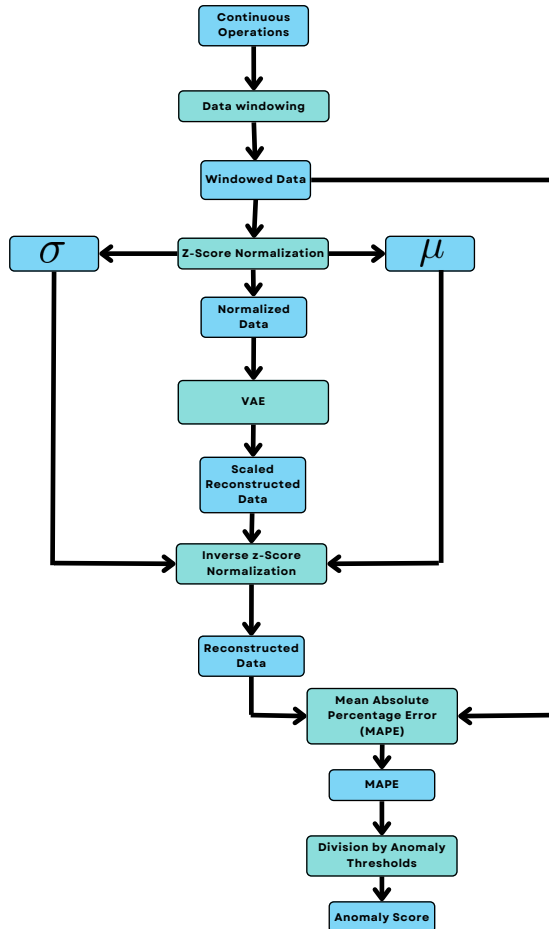 Continuous
Operations
Data windowing
Windowed Data
σ
Z-Score Normalization
μ
Normalized
Data
VAE
Scaled
Reconstructed
Data
Inverse z-Score
Normalization
Reconstructed
Data
Mean Absolute
Percentage Error
(MAPE)
MAPE
Division by Anomaly
Thresholds
Anomaly Score